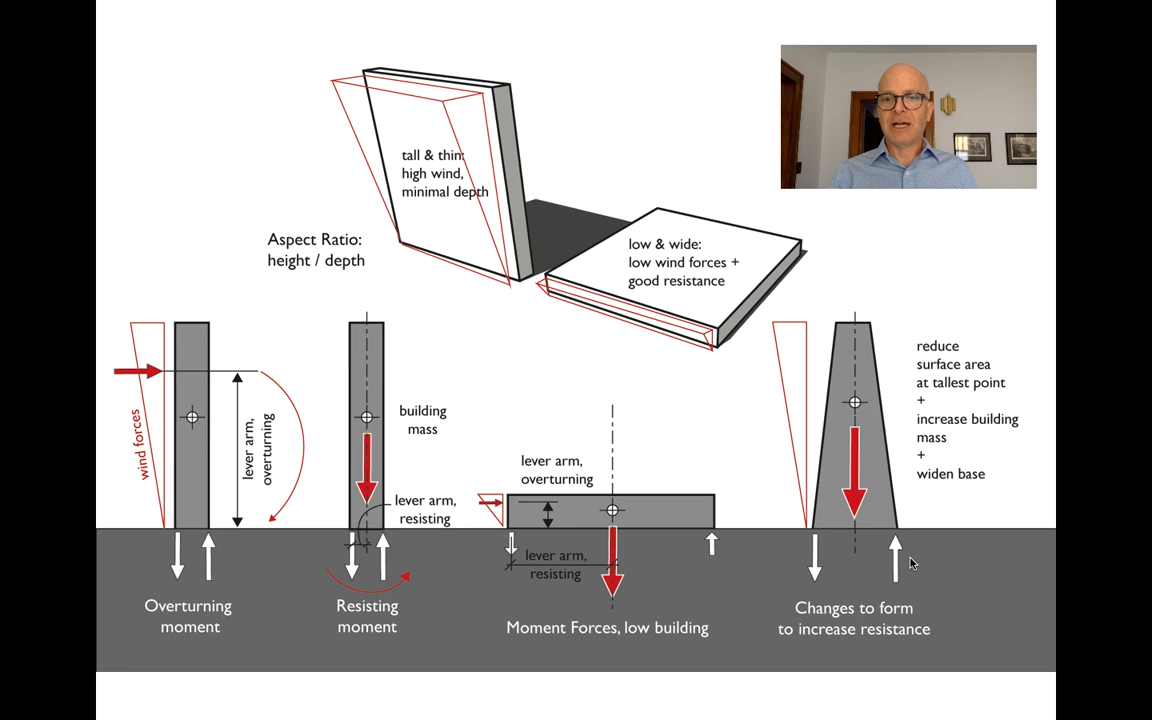 tall & thin:
high wind,
minimal depth
Aspect Ratio:
height / depth
low & wide:
low wind forces +
good resistance
wind forces
lever arm,
overturning
building
mass
lever arm,
resisting
lever arm,
overturning
lever arm,
resisting
reduce
surface area
at tallest point
+
increase building
mass
+
widen base
Overturning
moment
Resisting
moment
Moment Forces, low building
Changes to form
to increase resistance